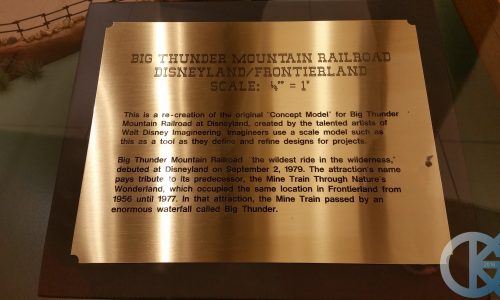 BIG THUNDER MOUNTAIN RAILROAD
DISNEYLAND/FRONTIERLAND
SCALE: ⅛" = 1'
This is a re-creation of the original "Concept Model" for Big Thunder
Mountain Railroad at Disneyland, created by the talented artists of
Walt Disney Imagineering. Imagineers use a scale model such as
this as a tool as they define and refine designs for projects.
Big Thunder Mountain Railroad "the wildest ride in the wilderness,"
debuted at Disneyland on September 2, 1979. The attraction's name
pays tribute to its predecessor, the Mine Train Through Nature's
Wonderland, which occupied the same location in Frontierland from
1956 until 1977. In that attraction, the Mine Train passed by an
enormous waterfall called Big Thunder.